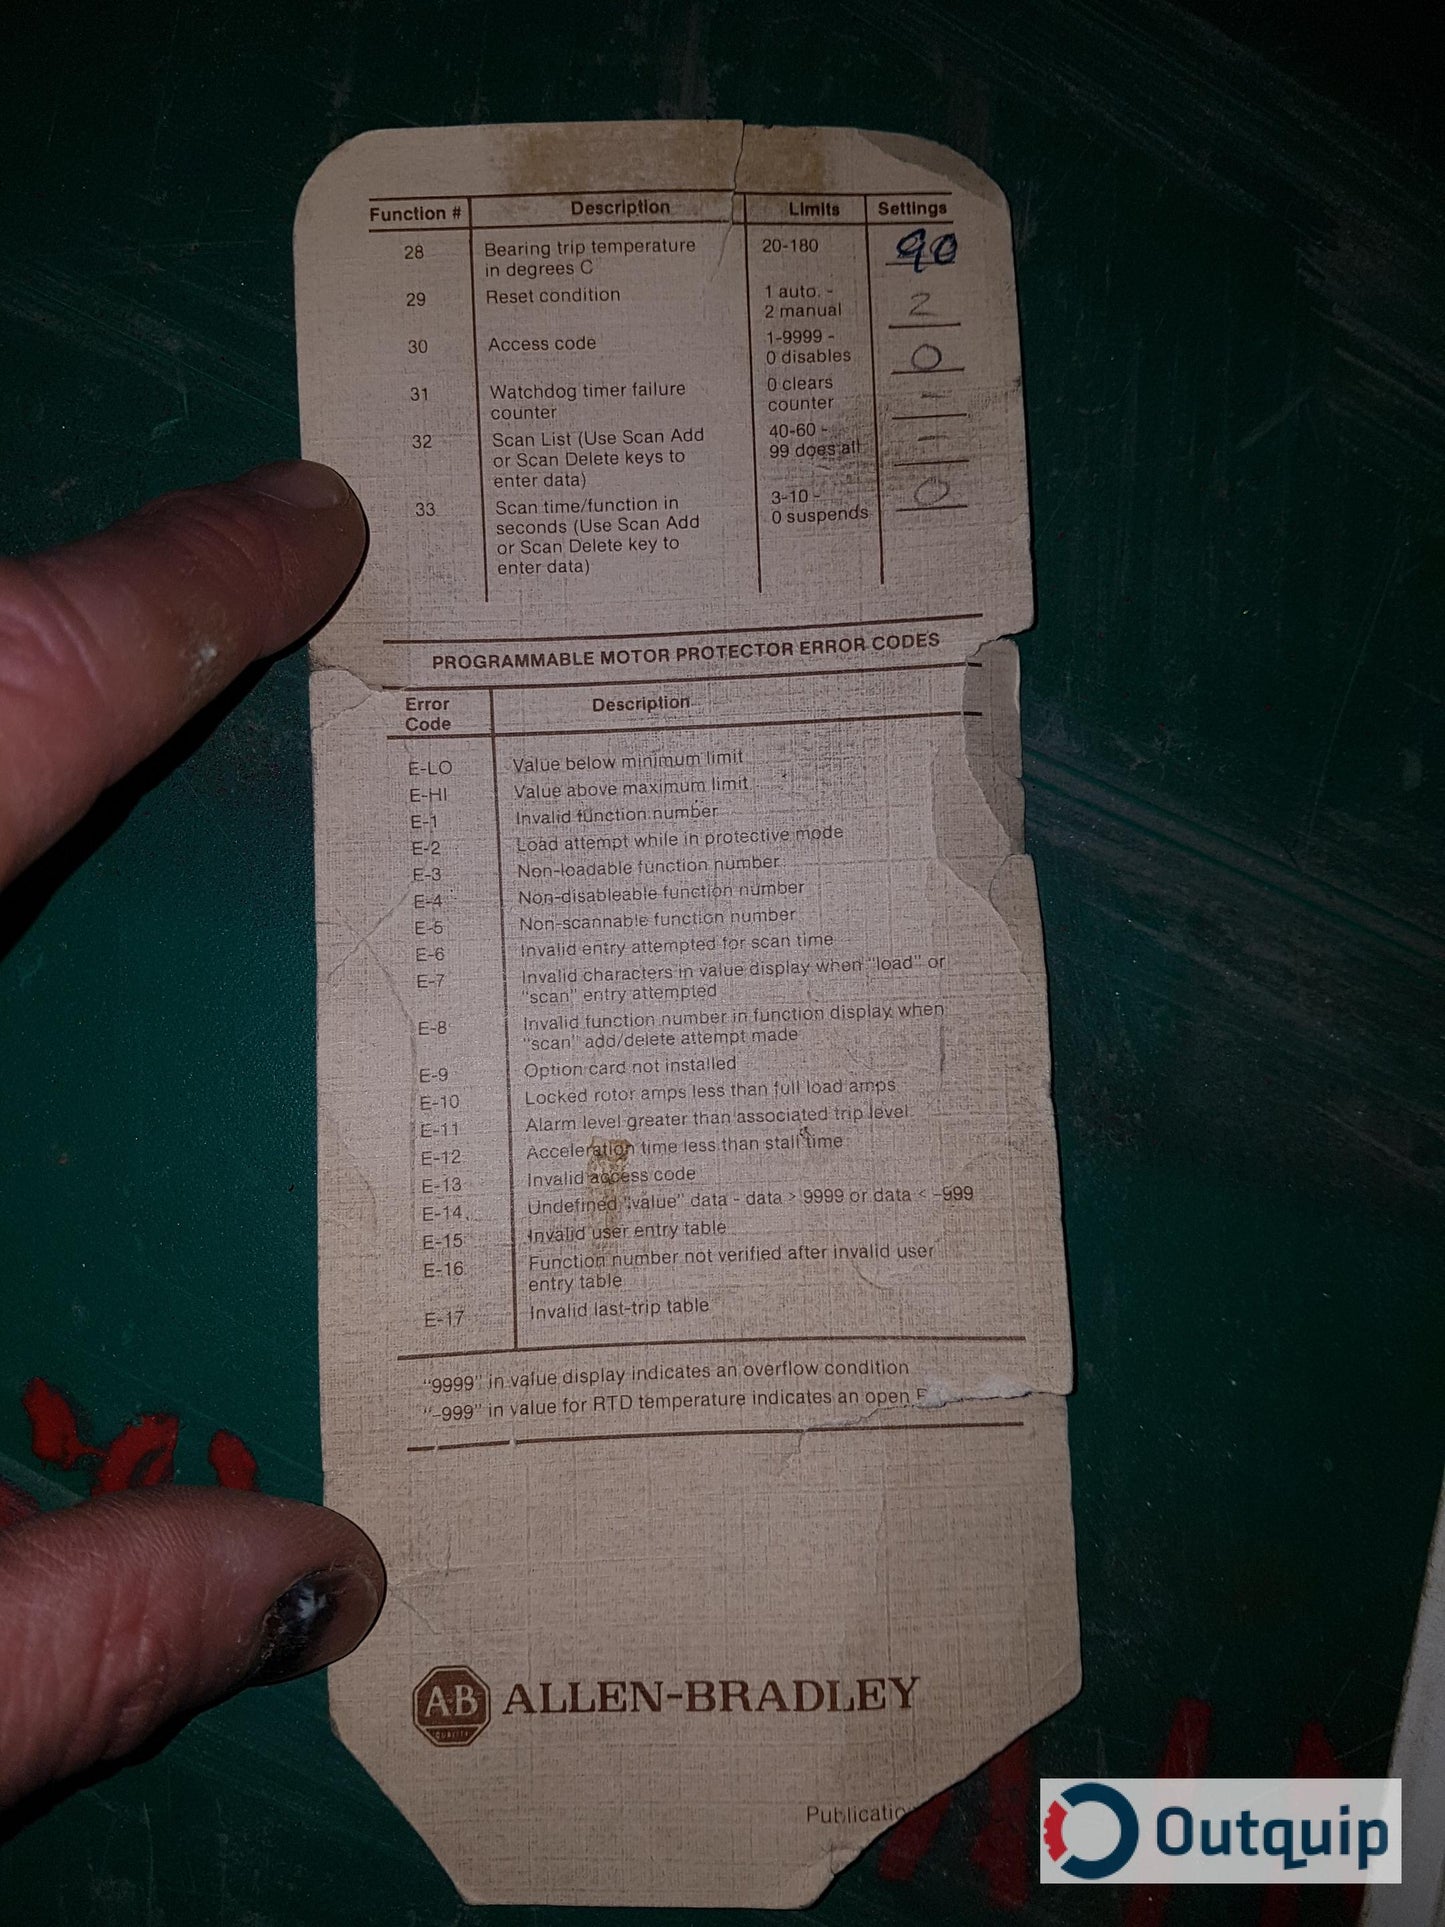 Function # Description Limits Settings
28 Bearing trip temperature 20-180 90
in degrees C
29 Reset condition 1 auto. - 2
2 manual
30 Access code 1-9999 - 0
0 disables
31 Watchdog timer failure 0 clears -
counter counter
32 Scan List (Use Scan Add 40-60 - -
or Scan Delete keys to 99 does all
enter data)
33 Scan time/function in 3-10 - 0
seconds (Use Scan Add 0 suspends
or Scan Delete key to
enter data)
PROGRAMMABLE MOTOR PROTECTOR ERROR CODES
Error Description
Code
E-LO Value below minimum limit
E-HI Value above maximum limit
E-1 Invalid function number
E-2 Load attempt while in protective mode
E-3 Non-loadable function number
E-4 Non-disableable function number
E-5 Non-scannable function number
E-6 Invalid entry attempted for scan time
E-7 Invalid characters in value display when "load" or
"scan" entry attempted
E-8 Invalid function number in function display when
"scan" add/delete attempt made
E-9 Option card not installed
E-10 Locked rotor amps less than full load amps
E-11 Alarm level greater than associated trip level
E-12 Acceleration time less than stall time
E-13 Invalid access code
E-14 Undefined "value" data - data > 9999 or data < -999
E-15 Invalid user entry table
E-16 Function number not verified after invalid user
entry table
E-17 Invalid last-trip table
"9999" in value display indicates an overflow condition
"-999" in value for RTD temperature indicates an open
AB
QUALITY
ALLEN-BRADLEY
Publicatio
Outquip